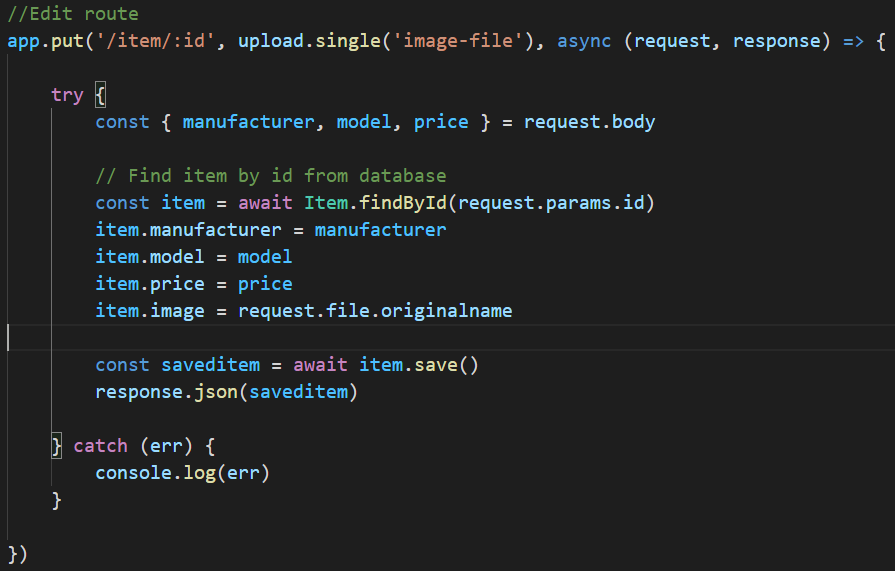 //Edit route
app.put('/item/:id', upload.single('image-file'), async (request, response) => {
try {
const { manufacturer, model, price } = request.body
// Find item by id from database
const item = await Item.findById(request.params.id)
item.manufacturer = manufacturer
item.model = model
item.price = price
item.image = request.file.originalname
const saveditem = await item.save()
response.json(saveditem)
} catch (err) {
console.log(err)
}
})